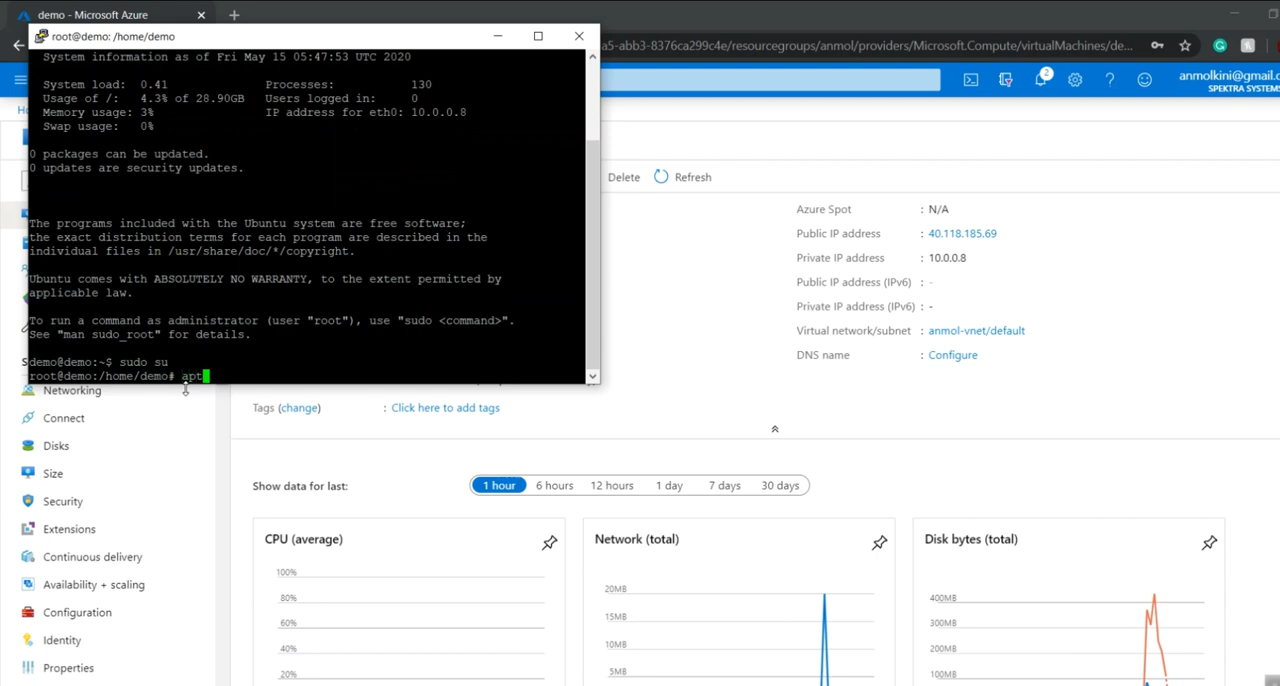 demo - Microsoft Azure
root@demo: /home/demo
a5-abb3-8376ca299c4e/resourcegroups/anmol/providers/Microsoft.Compute/virtualMachines/de...
2
anmolkini@gmail.c
SPEKTRA SYSTEMS
System information as of Fri May 15 05:47:53 UTC 2020
System load: 0.41 Processes: 130
Usage of /: 4.3% of 28.90GB Users logged in: 0
Memory usage: 3% IP address for eth0: 10.0.0.8
Swap usage: 0%
0 packages can be updated.
0 updates are security updates.
The programs included with the Ubuntu system are free software;
the exact distribution terms for each program are described in the
individual files in /usr/share/doc/*/copyright.
Ubuntu comes with ABSOLUTELY NO WARRANTY, to the extent permitted by
applicable law.
To run a command as administrator (user "root"), use "sudo <command>".
See "man sudo_root" for details.
demo@demo:~$ sudo su
root@demo:/home/demo# apt
Delete Refresh
Azure Spot : N/A
Public IP address : 40.118.185.69
Private IP address : 10.0.0.8
Public IP address (IPv6) : -
Private IP address (IPv6) : -
Virtual network/subnet : anmol-vnet/default
DNS name : Configure
Networking
Connect
Disks
Size
Security
Extensions
Continuous delivery
Availability + scaling
Configuration
Identity
Properties
Tags (change) : Click here to add tags
Show data for last: 1 hour 6 hours 12 hours 1 day 7 days 30 days
CPU (average)
100%
80%
60%
40%
20%
Network (total)
20MB
15MB
10MB
5MB
Disk bytes (total)
400MB
300MB
200MB
100MB